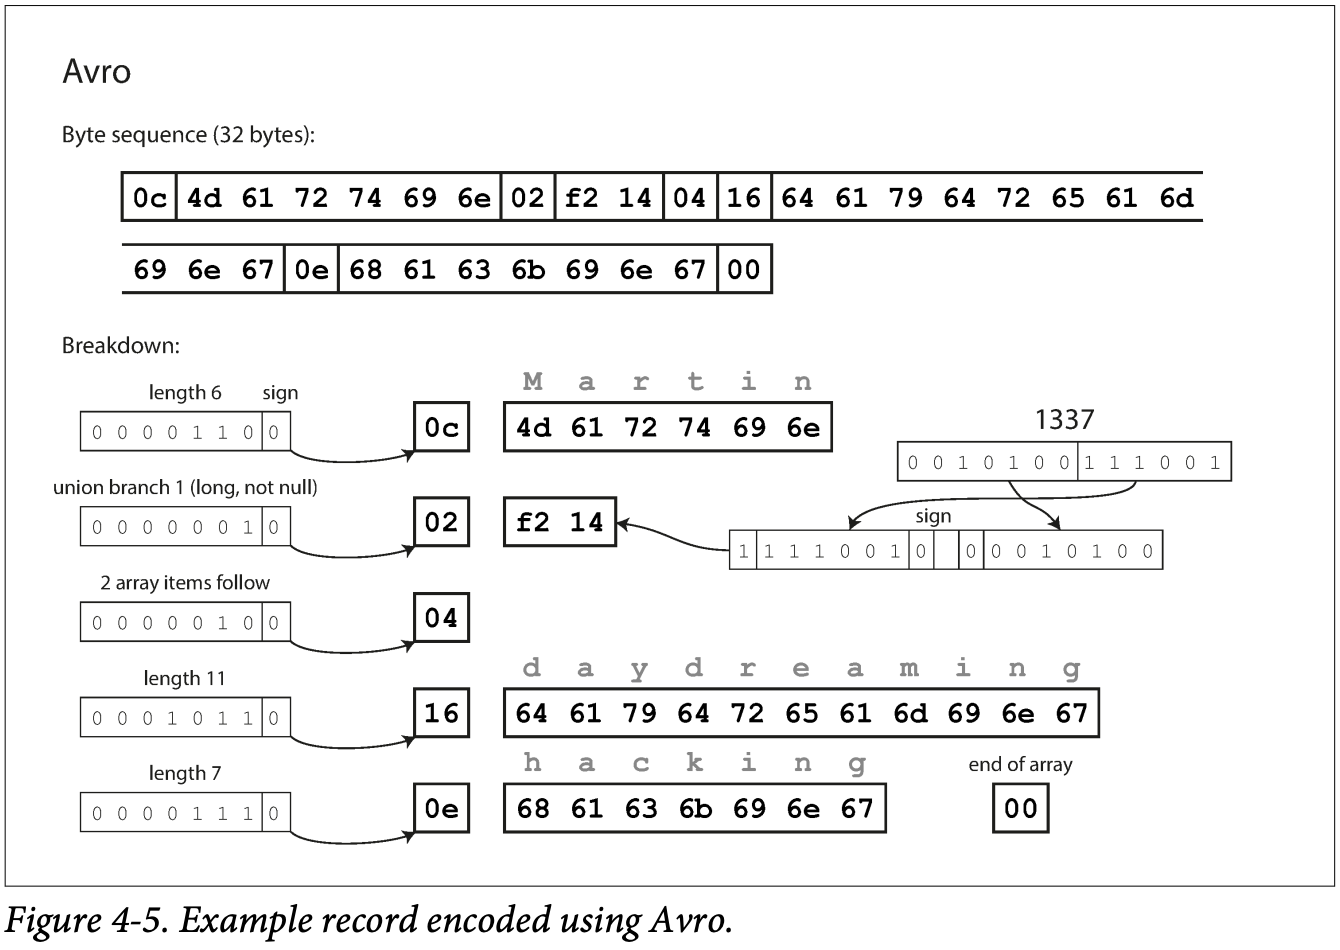 Avro
Byte sequence (32 bytes):
0c 4d 61 72 74 69 6e 02 f2 14 04 16 64 61 79 64 72 65 61 6d
69 6e 67 0e 68 61 63 6b 69 6e 67 00
Breakdown:
length 6 sign
0 0 0 0 1 1 0 0
0c
M a r t i n
4d 61 72 74 69 6e
1337
0 0 1 0 1 0 0 1 1 1 0 0 1
union branch 1 (long, not null)
0 0 0 0 0 0 1 0
02
f2 14
sign
1 1 1 1 0 0 1 0 0 0 0 1 0 1 0 0
2 array items follow
0 0 0 0 0 1 0 0
04
length 11
0 0 0 1 0 1 1 0
16
d a y d r e a m i n g
64 61 79 64 72 65 61 6d 69 6e 67
length 7
0 0 0 0 1 1 1 0
0e
h a c k i n g
68 61 63 6b 69 6e 67
end of array
00
Figure 4-5. Example record encoded using Avro.